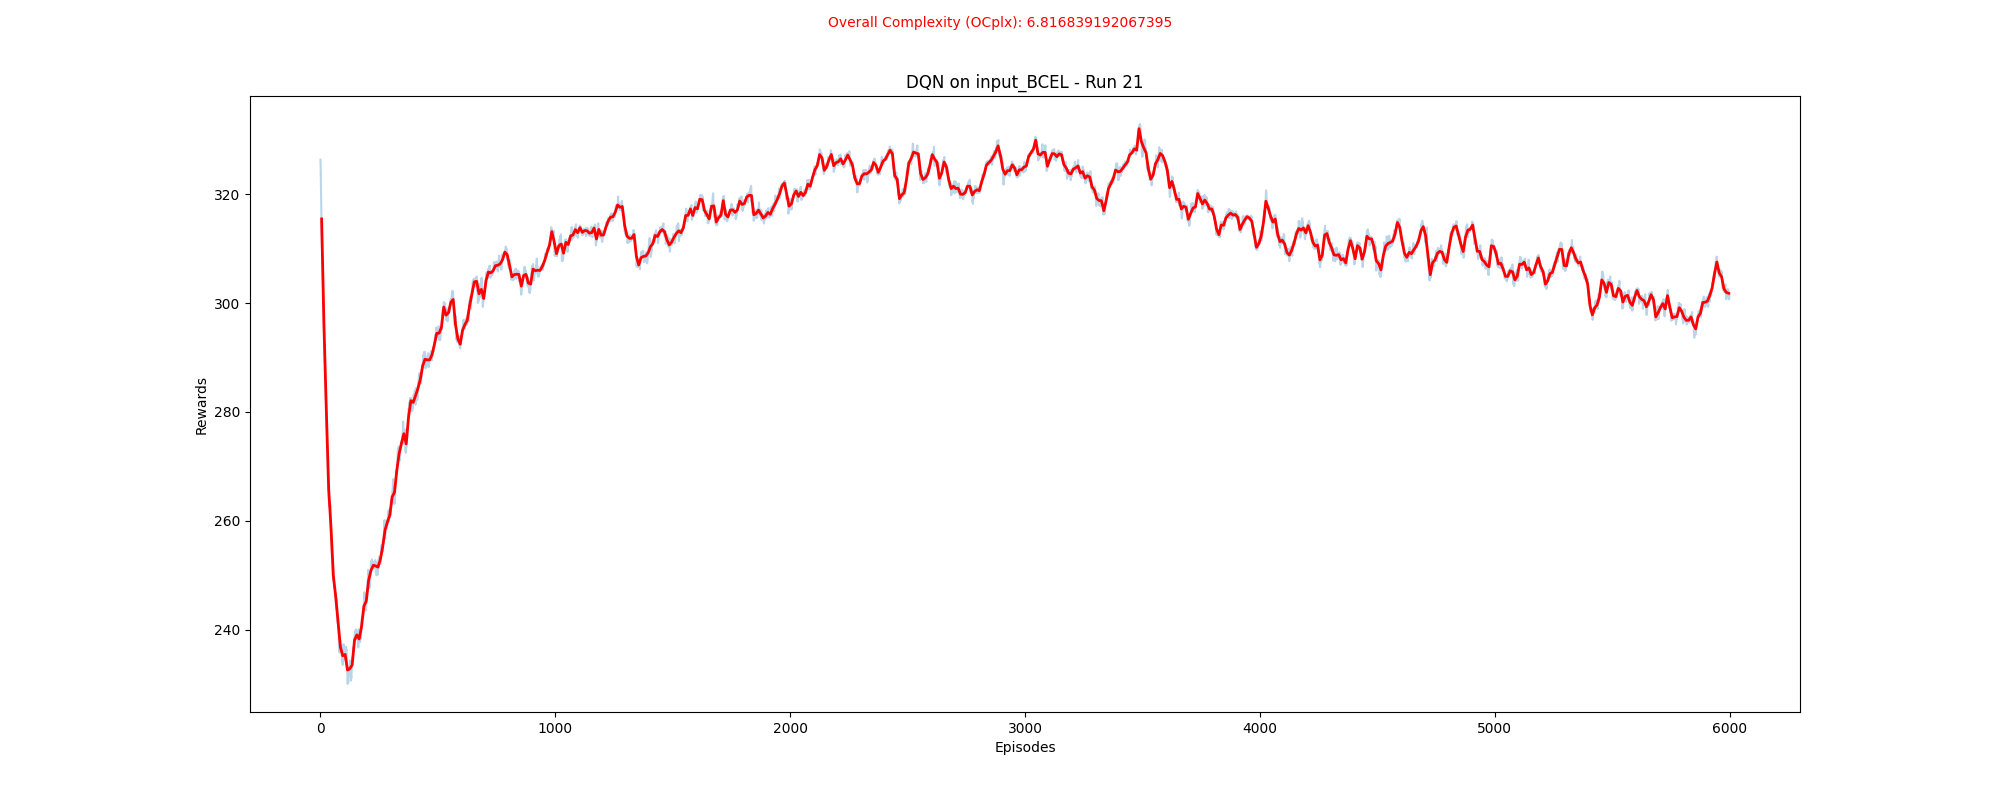 Overall Complexity (OCplx): 6.816839192067395
DQN on input_BCEL - Run 21
Rewards
320
300
280
260
240
0 1000 2000 3000 4000 5000 6000
Episodes